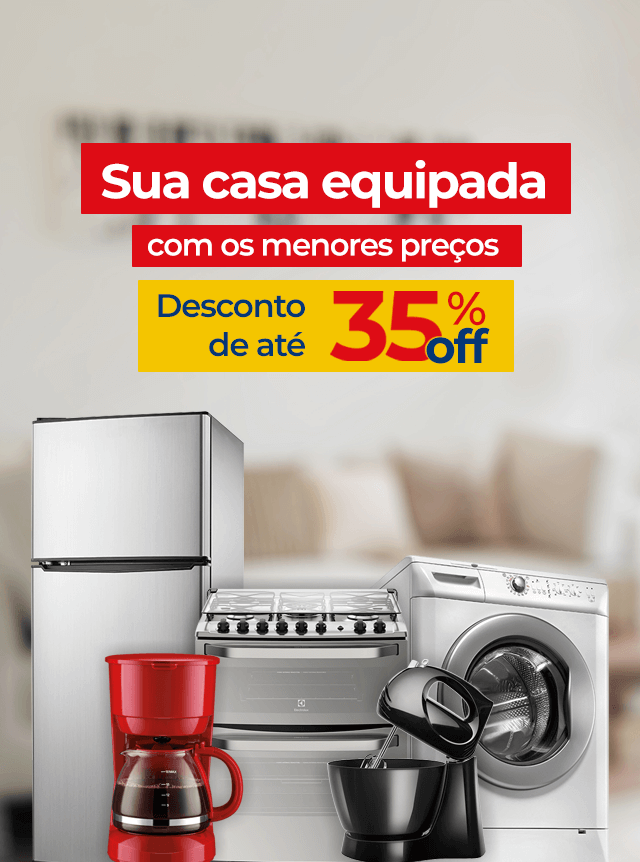 Sua casa equipada
com os menores preços
Desconto
de até
35% off